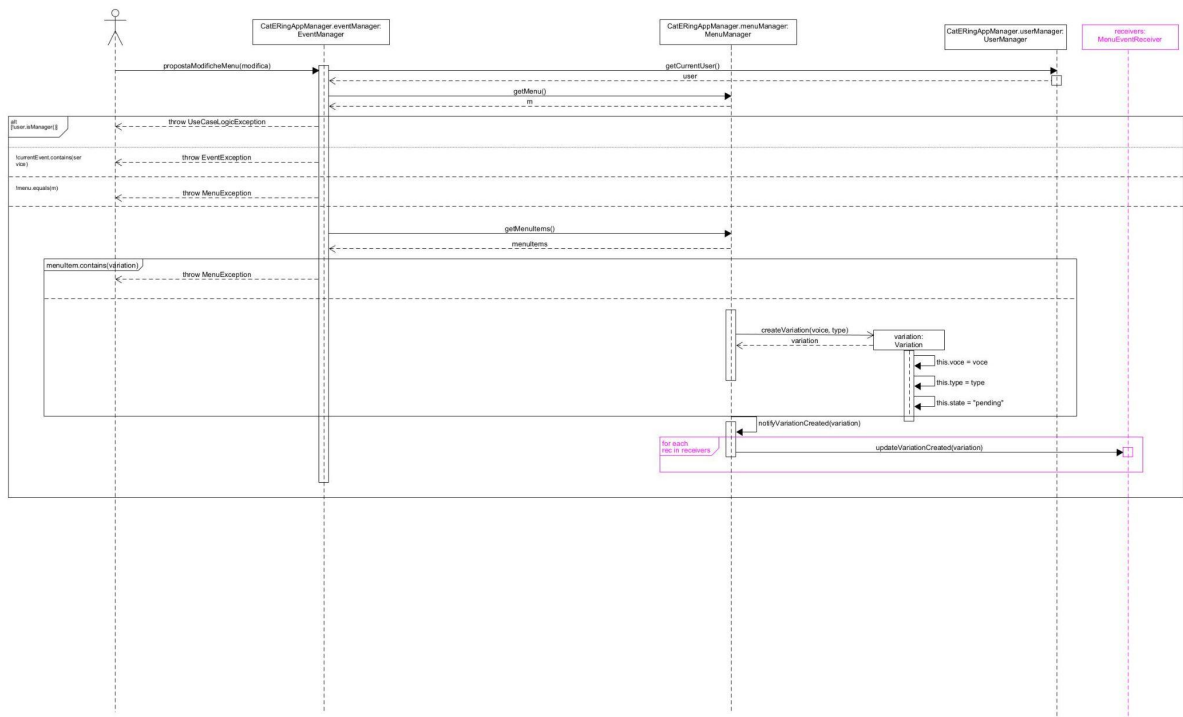 CatERingAppManager.eventManager:
EventManager
CatERingAppManager.menuManager:
MenuManager
CatERingAppManager.userManager:
UserManager
receivers:
MenuEventReceiver
propostaModificheMenu(modifica)
getCurrentUser()
user
getMenu()
m
alt
[!user.isManager()]
throw UseCaseLogicException
!currentEvent.contains(ser
vice)
throw EventException
!menu.equals(m)
throw MenuException
getMenuItems()
menuItems
menuItem.contains(variation)
throw MenuException
createVariation(voice, type)
variation
variation:
Variation
this.voce = voce
this.type = type
this.state = "pending"
notifyVariationCreated(variation)
for each
rec in receivers
updateVariationCreated(variation)